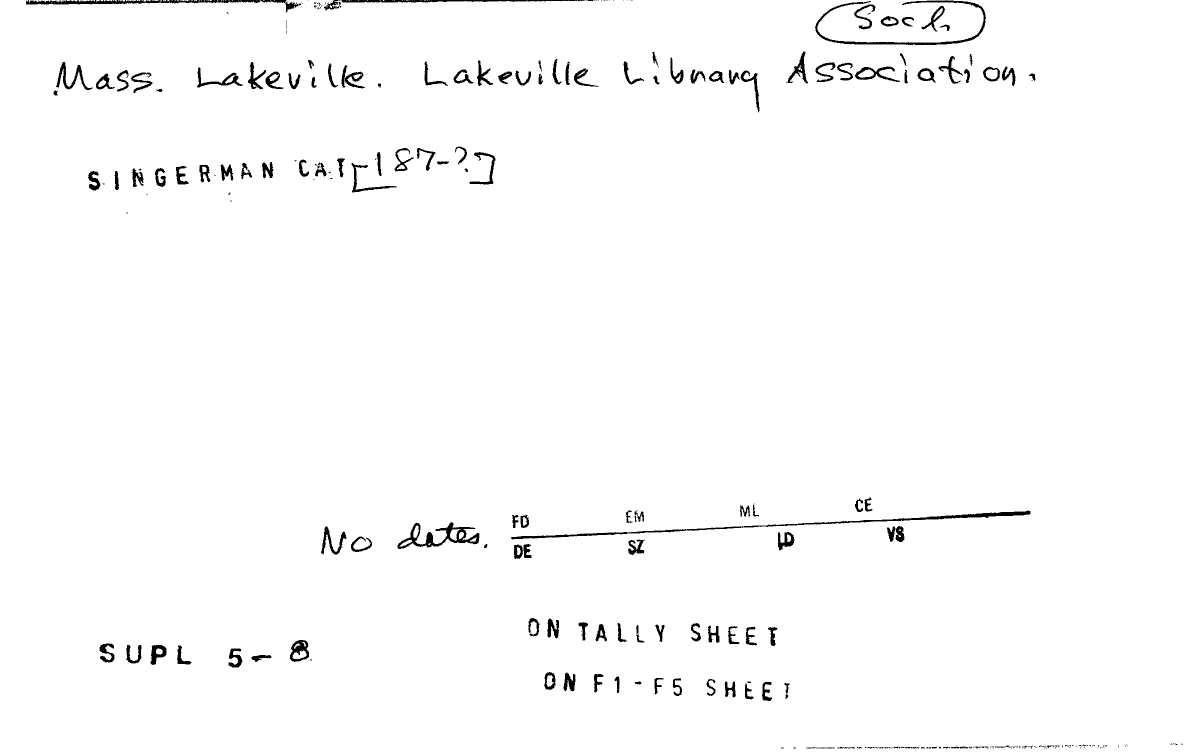 Soch
Mass. Lakeville. Lakeville Library Association.
SINGERMAN CAT [187-?]
No dates.
FD EM ML CE
DE SZ LD VS
SUPL 5-8
ON TALLY SHEET
ON F1-F5 SHEET